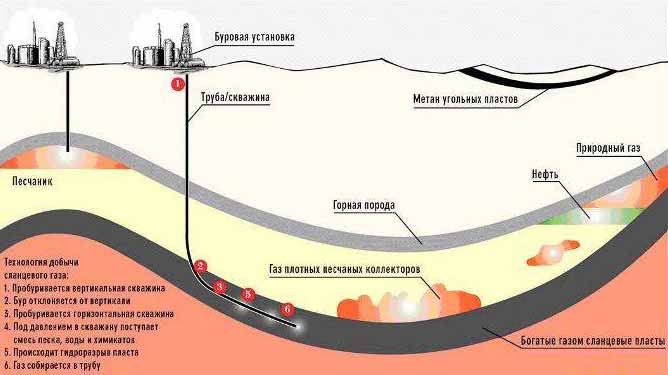 Буровая установка
1
Труба/скважина
Метан угольных пластов
Природный газ
Песчаник
Нефть
Горная порода
2
Газ плотных песчаных коллекторов
3
5
6
Богатые газом сланцевые пласты
Технология добычи
сланцевого газа:
1. Пробуривается вертикальная скважина
2. Бур отклоняется от вертикали
3. Пробуривается горизонтальная скважина
4. Под давлением в скважину поступает
смесь песка, воды и химикатов
5. Происходит гидроразрыв пласта
6. Газ собирается в трубу